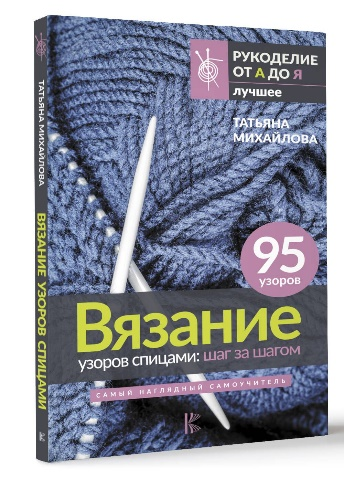 РУКОДЕЛИЕ
ОТ А ДО Я
лучшее
ТАТЬЯНА
МИХАЙЛОВА
95
узоров
Вязание
узоров спицами: шаг за шагом
САМЫЙ НАГЛЯДНЫЙ САМОУЧИТЕЛЬ
ТАТЬЯНА МИХАЙЛОВА
ВЯЗАНИЕ УЗОРОВ СПИЦАМИ
К